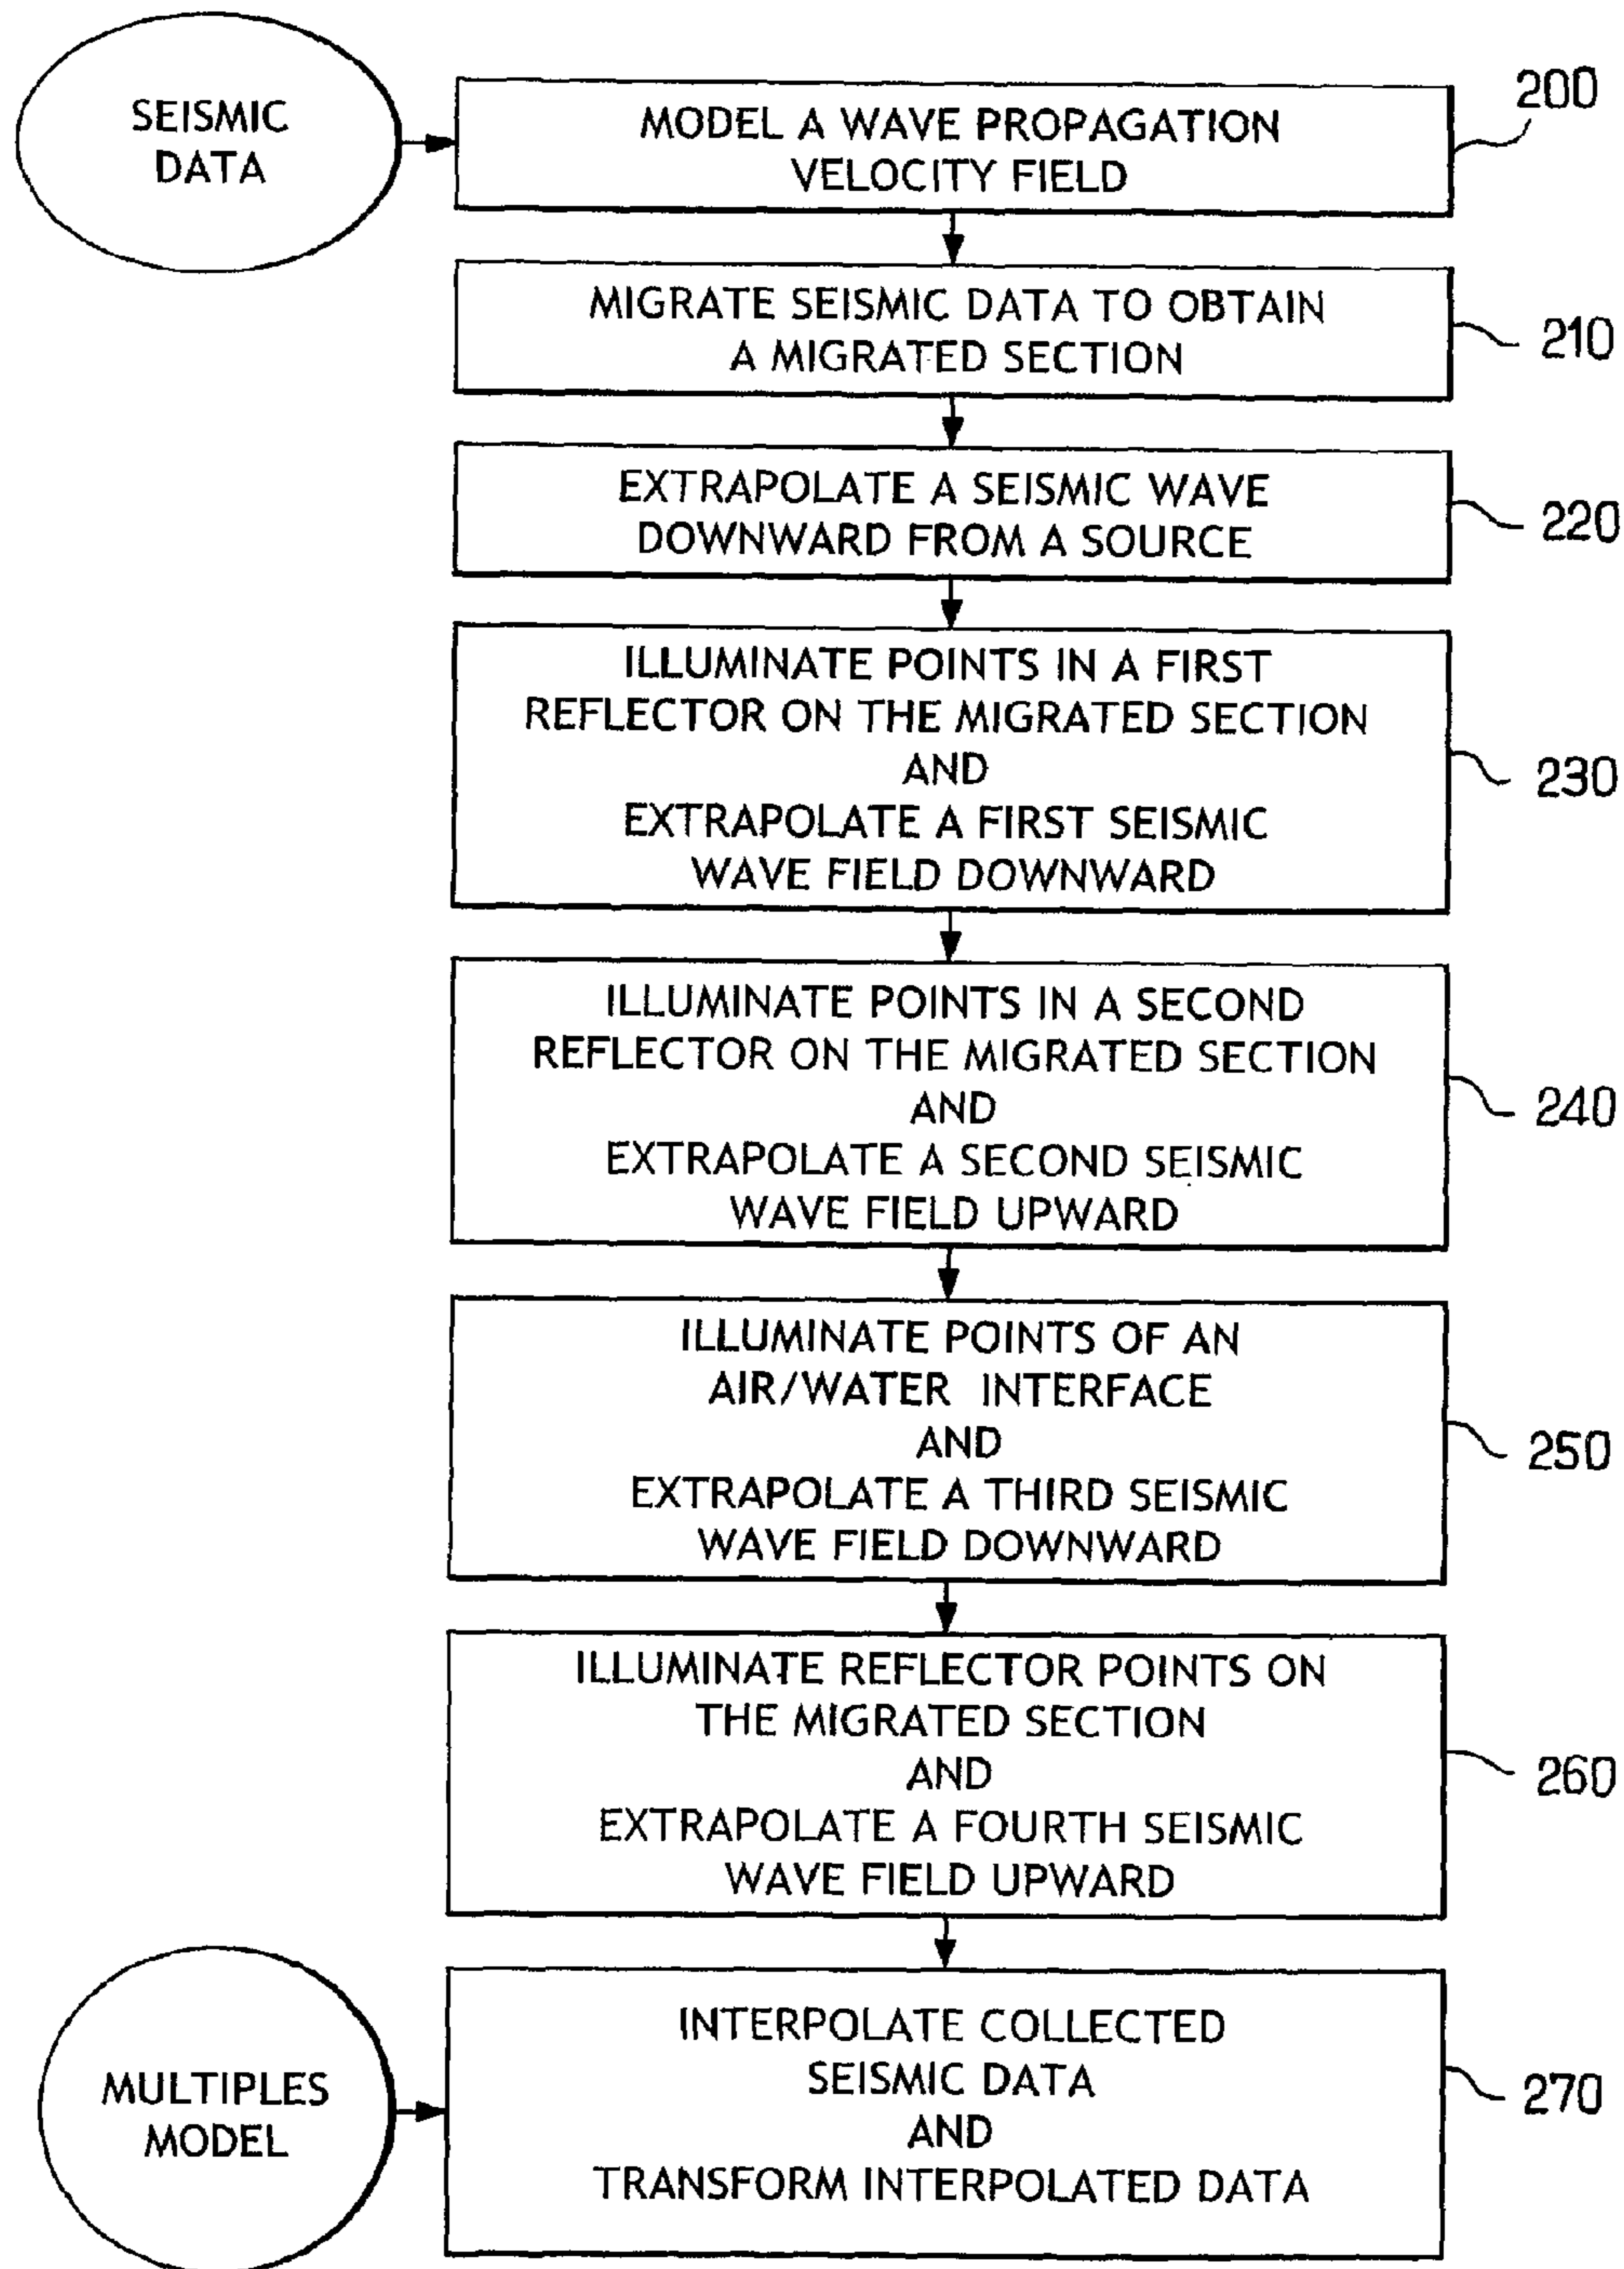 SEISMIC
DATA
MODEL A WAVE PROPAGATION
VELOCITY FIELD
200
MIGRATE SEISMIC DATA TO OBTAIN
A MIGRATED SECTION
210
EXTRAPOLATE A SEISMIC WAVE
DOWNWARD FROM A SOURCE
220
ILLUMINATE POINTS IN A FIRST
REFLECTOR ON THE MIGRATED SECTION
AND
EXTRAPOLATE A FIRST SEISMIC
WAVE FIELD DOWNWARD
230
ILLUMINATE POINTS IN A SECOND
REFLECTOR ON THE MIGRATED SECTION
AND
EXTRAPOLATE A SECOND SEISMIC
WAVE FIELD UPWARD
240
ILLUMINATE POINTS OF AN
AIR/WATER INTERFACE
AND
EXTRAPOLATE A THIRD SEISMIC
WAVE FIELD DOWNWARD
250
ILLUMINATE REFLECTOR POINTS ON
THE MIGRATED SECTION
AND
EXTRAPOLATE A FOURTH SEISMIC
WAVE FIELD UPWARD
260
MULTIPLES
MODEL
INTERPOLATE COLLECTED
SEISMIC DATA
AND
TRANSFORM INTERPOLATED DATA
270